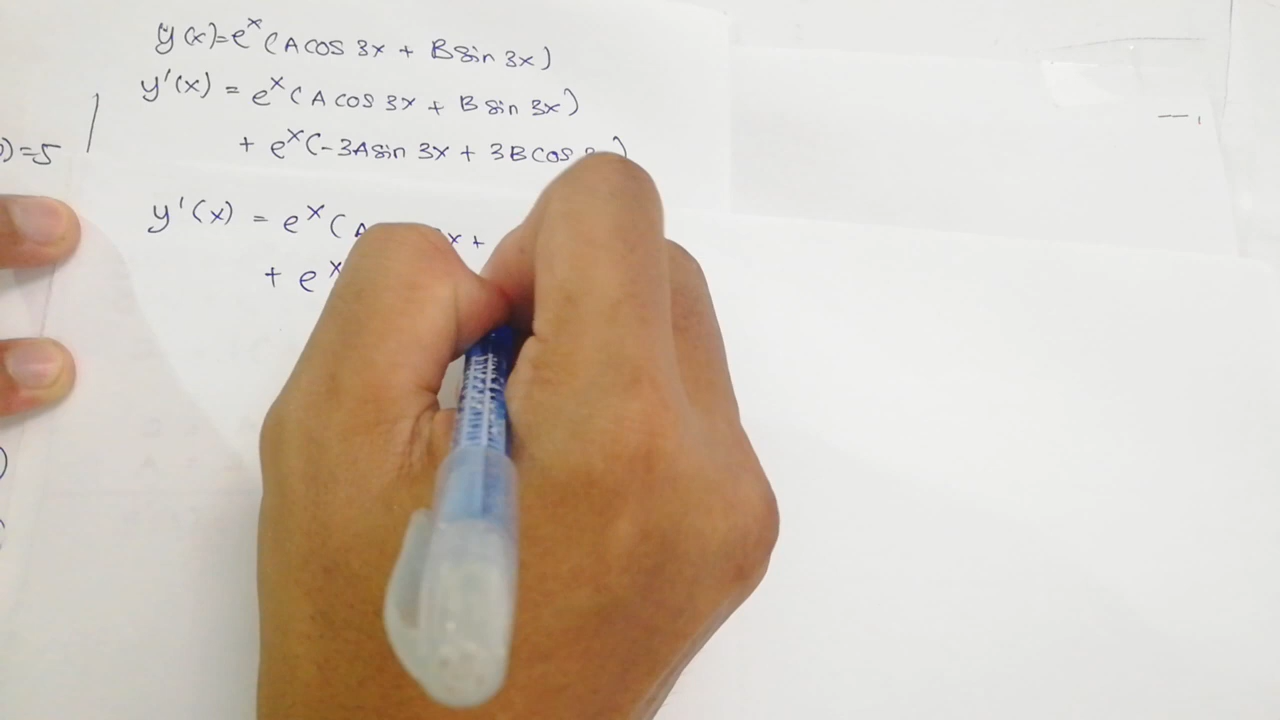 y(x)=e^x (A cos 3x + B sin 3x)
y'(x) = e^x (A cos 3x + B sin 3x)
)=5
+ e^x (-3A sin 3x + 3B cos
y'(x) = e^x (A x +
+ e^x